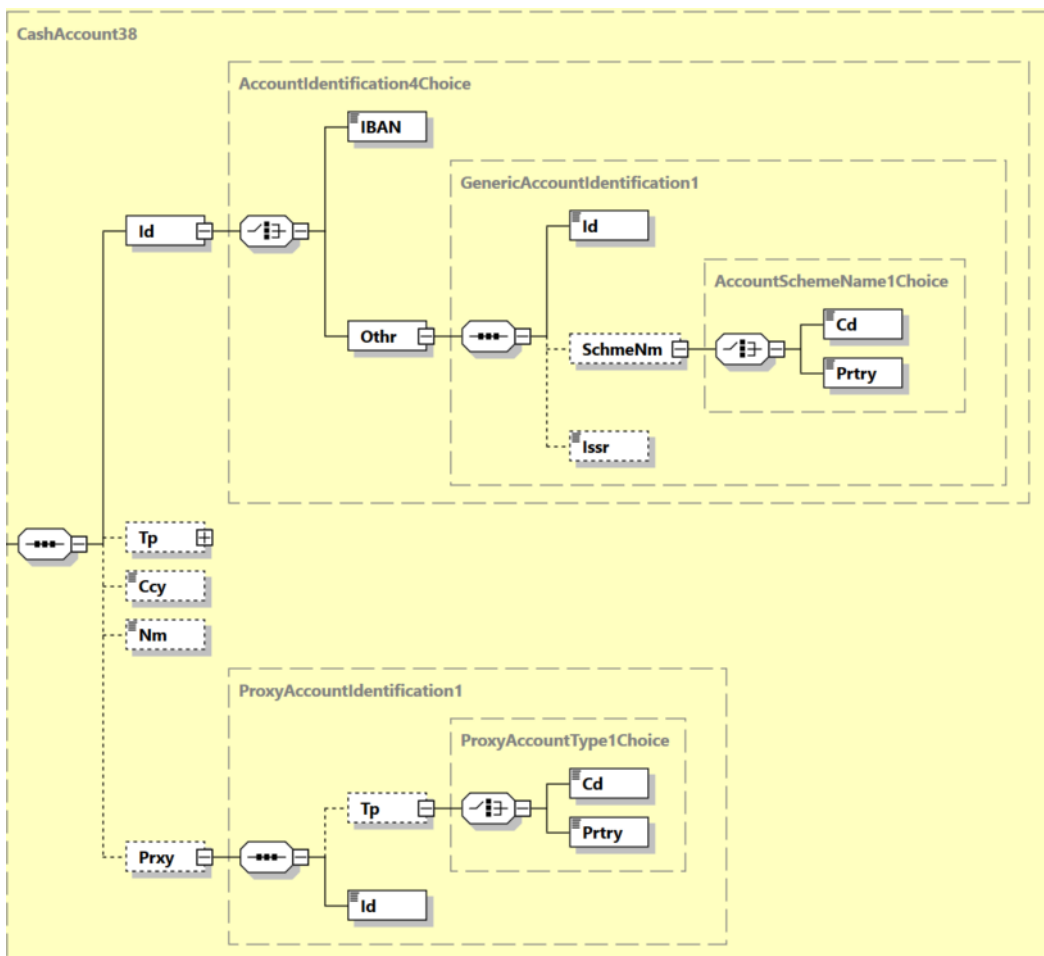 CashAccount38
AccountIdentification4Choice
IBAN
GenericAccountIdentification1
Id
Id
AccountSchemeName1Choice
Cd
Othr
SchmeNm
Prtry
Issr
Tp
Ccy
Nm
ProxyAccountIdentification1
ProxyAccountType1Choice
Cd
Tp
Prtry
Prxy
Id